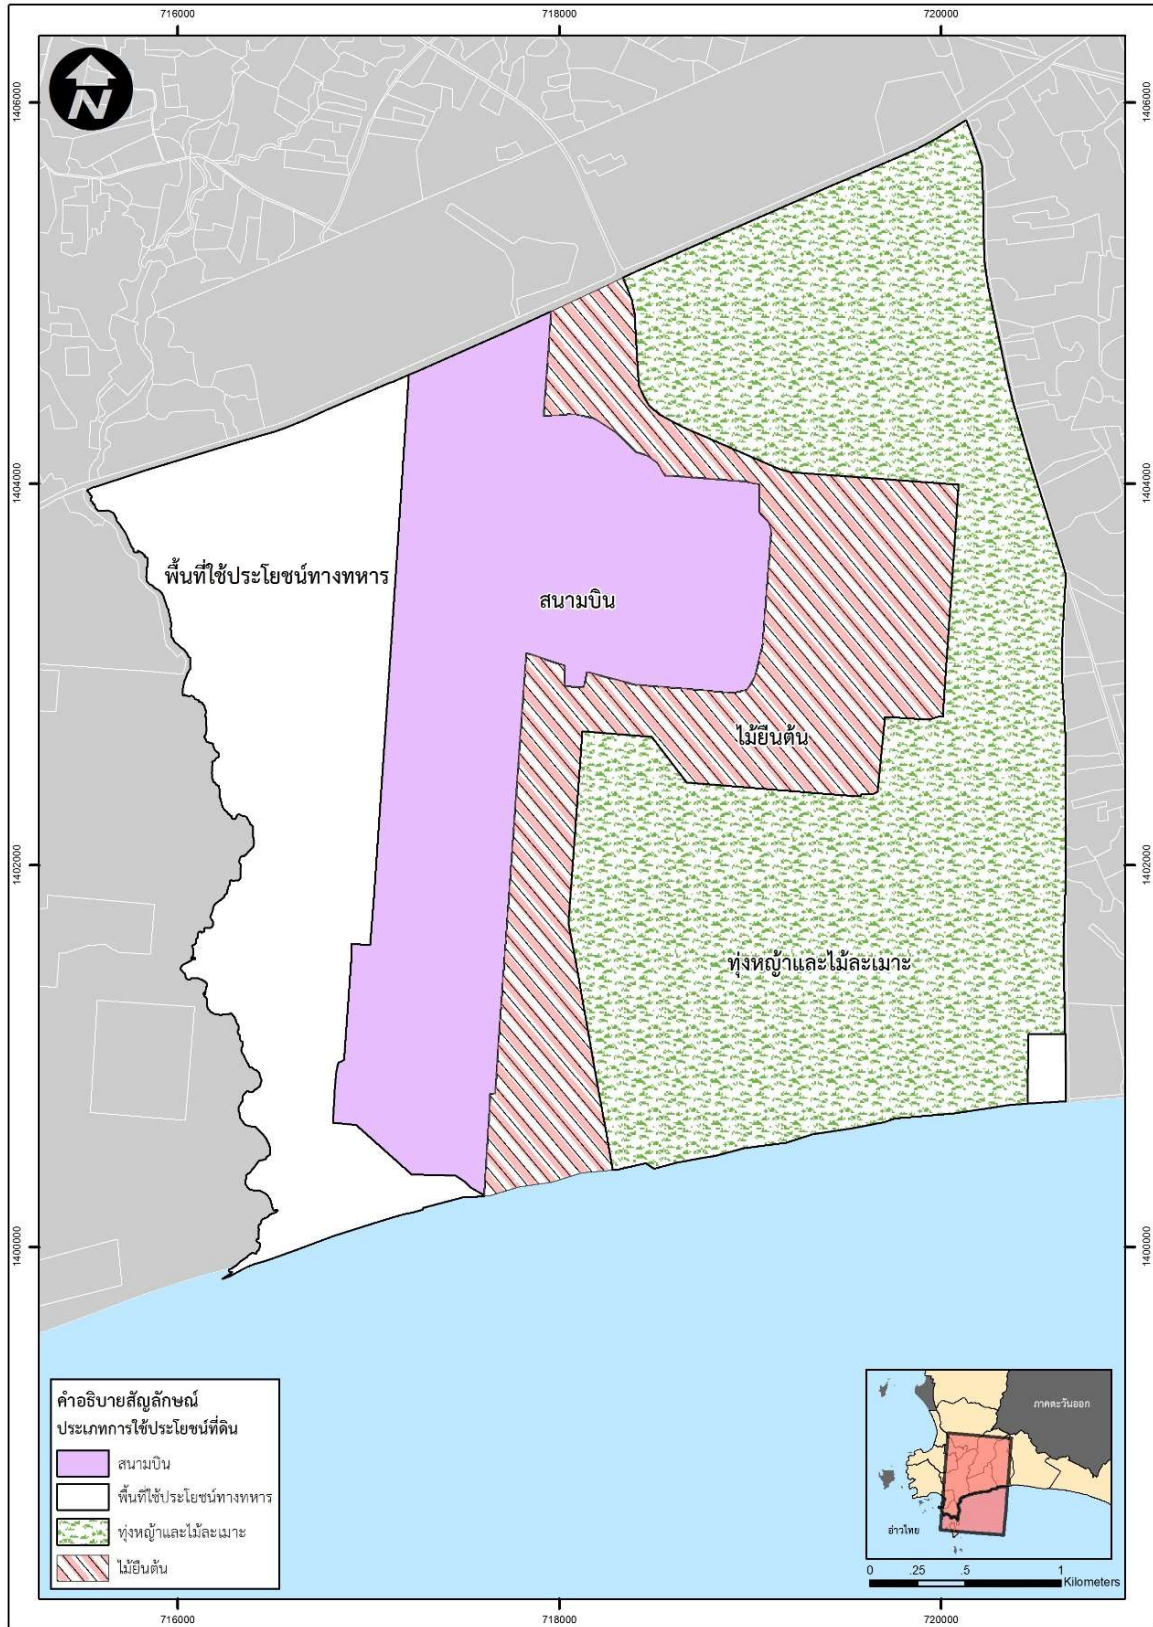 716000 718000 720000
N
1406000 1406000
1404000 1404000
พื้นที่ใช้ประโยชน์ทางทหาร
สนามบิน
ไม้ยืนต้น
1402000 1402000
ทุ่งหญ้าและไม้ละเมาะ
1400000 1400000
คำอธิบายสัญลักษณ์
ประเภทการใช้ประโยชน์ที่ดิน
สนามบิน
พื้นที่ใช้ประโยชน์ทางทหาร
ทุ่งหญ้าและไม้ละเมาะ
ไม้ยืนต้น
ภาคตะวันออก
อ่าวไทย
0 .25 .5 1
Kilometers
716000 718000 720000